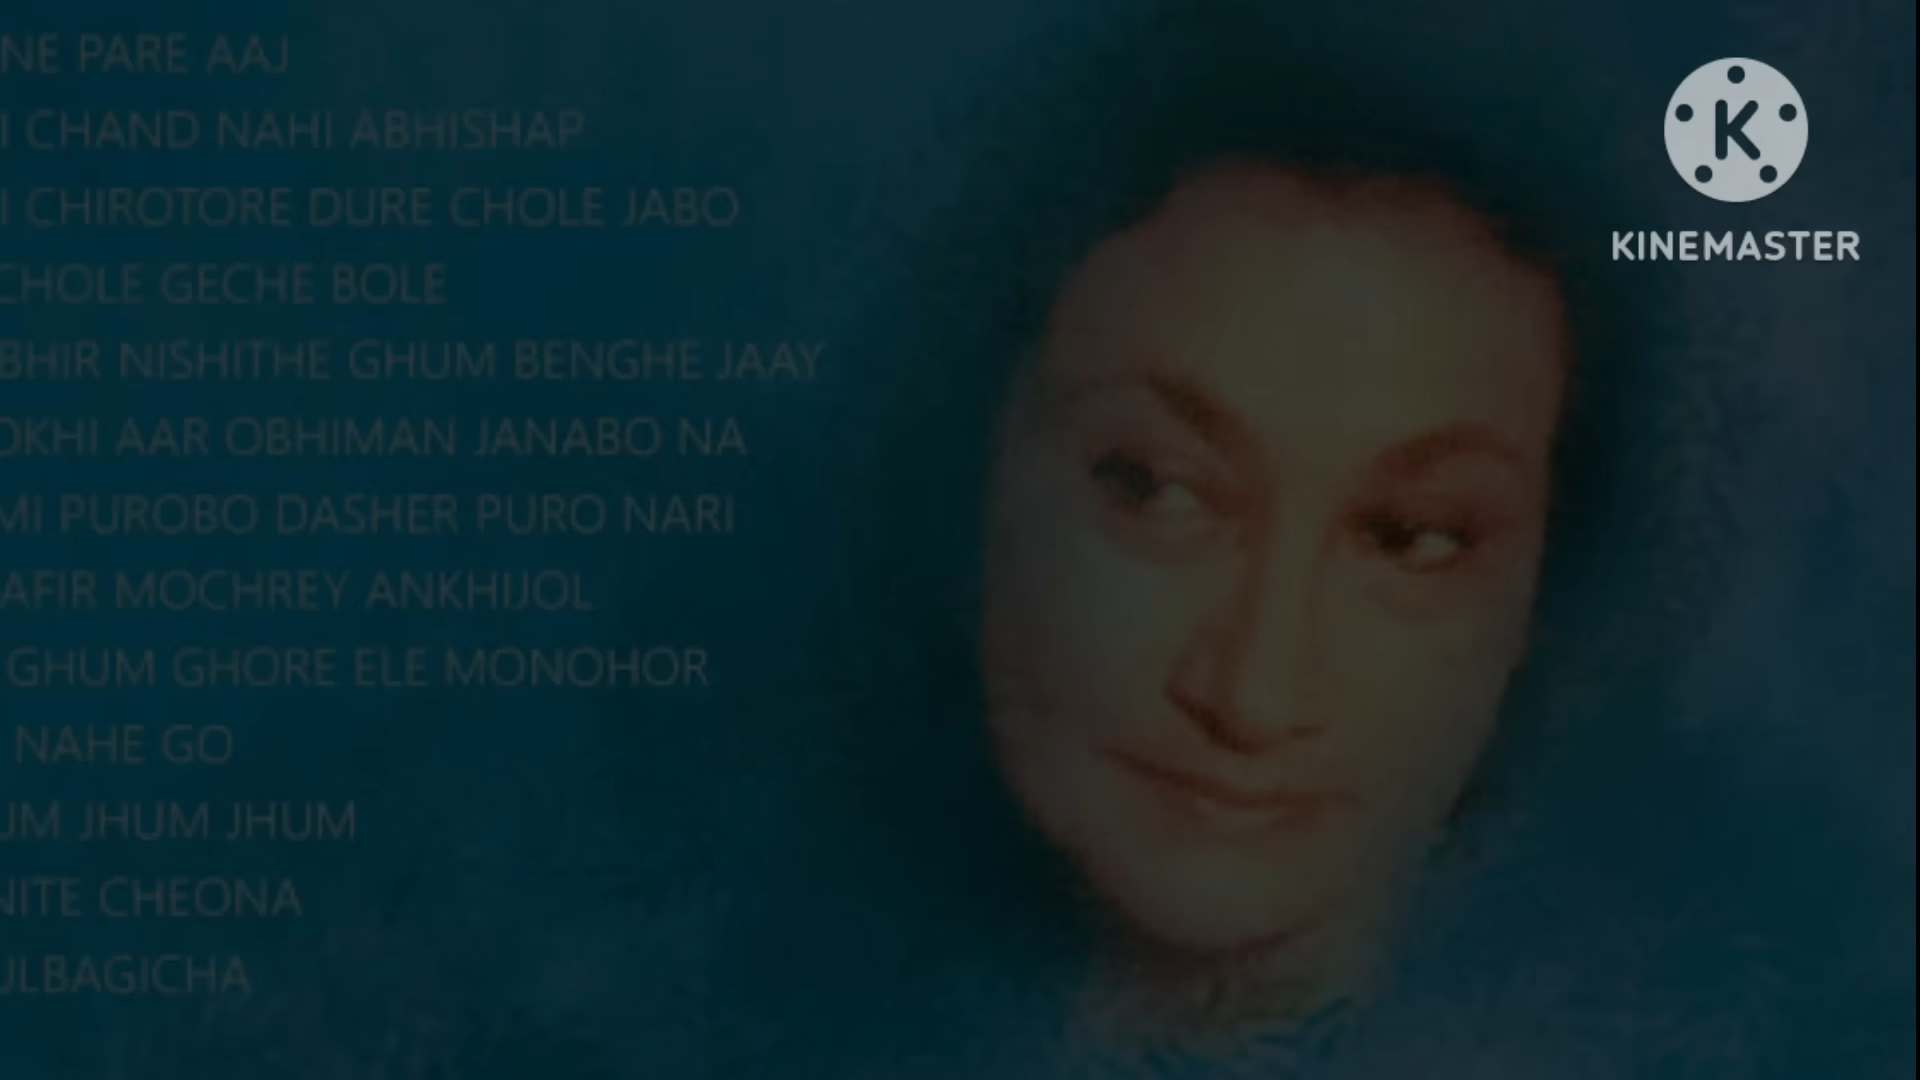 NE PARE AAJ
I CHAND NAHI ABHISHAP
I CHIROTORE DURE CHOLE JABO
CHOLE GECHE BOLE
BHIR NISHITHE GHUM BENGHE JAAY
OKHI AAR OBHIMAN JANABO NA
MI PUROBO DASHER PURO NARI
AFIR MOCHREY ANKHIJOL
GHUM GHORE ELE MONOHOR
NAHE GO
UM JHUM JHUM
NITE CHEONA
ULBAGICHA
K
KINEMASTER